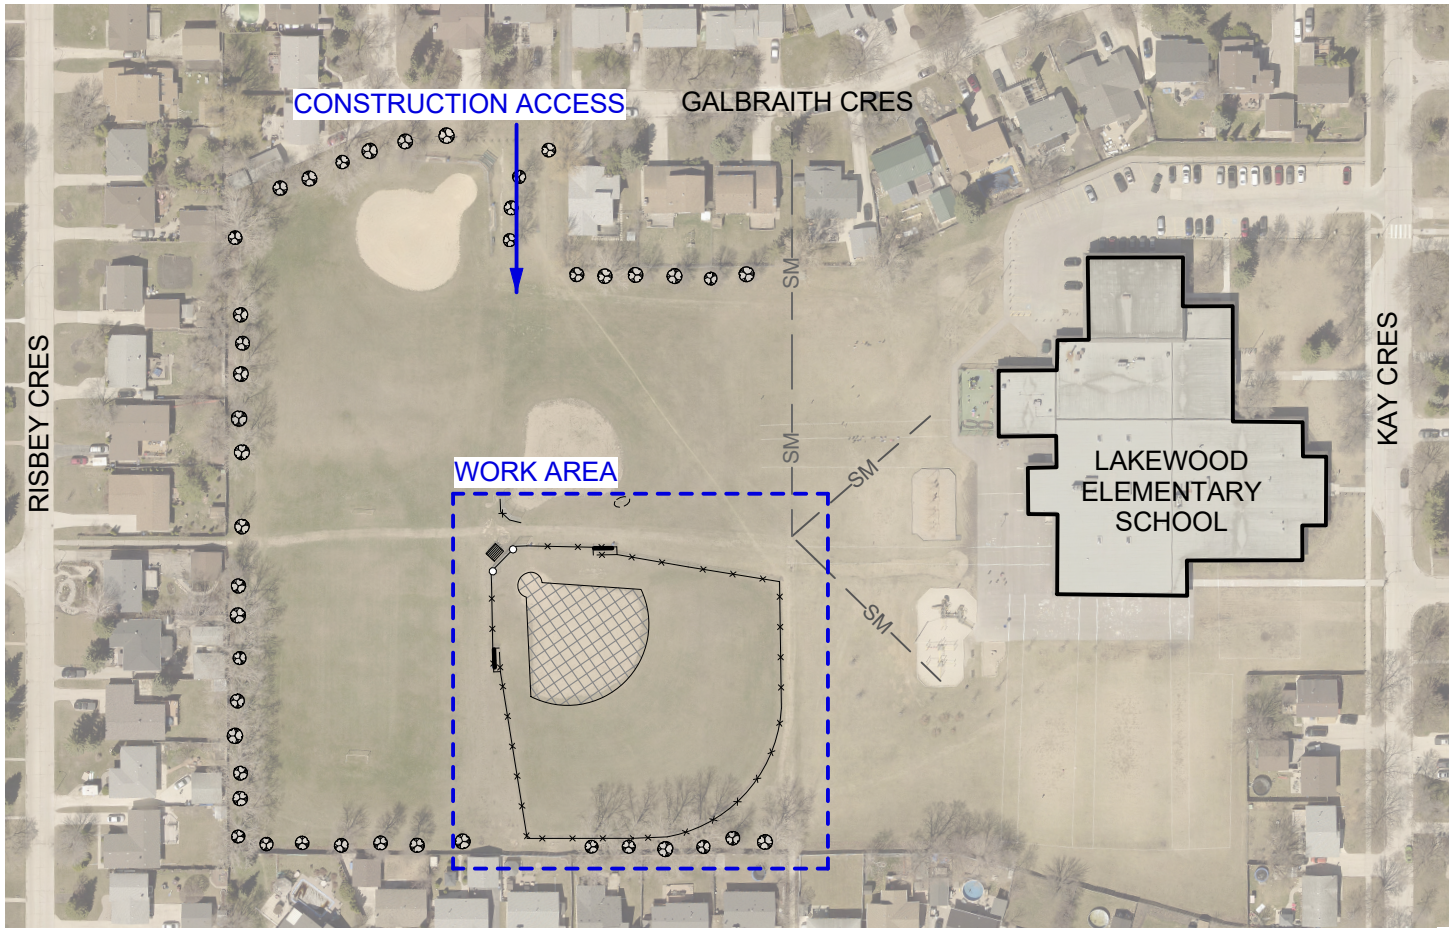 CONSTRUCTION ACCESS
GALBRAITH CRES
SM
RISBEY CRES
KAY CRES
SM
WORK AREA
SM
LAKEWOOD
ELEMENTARY
SCHOOL
SM